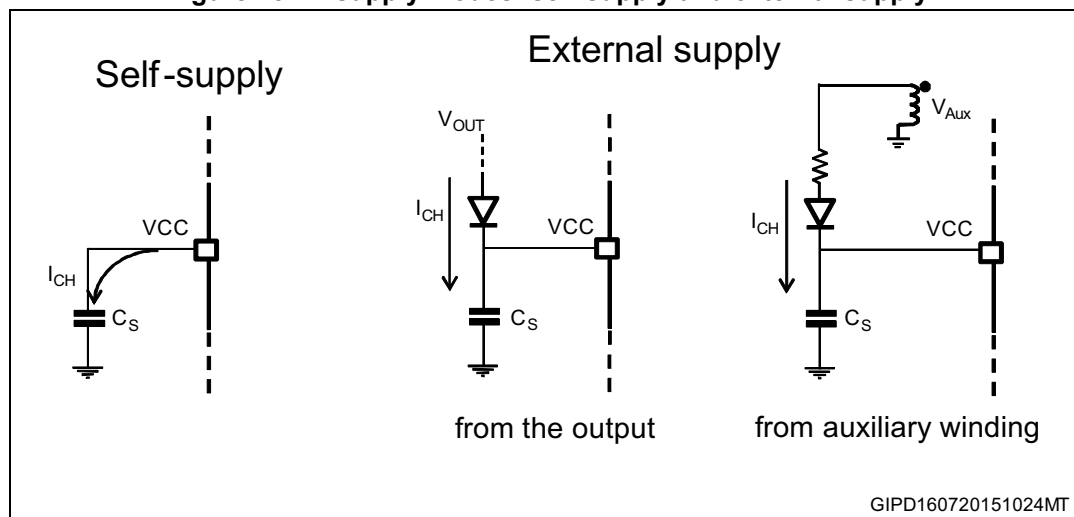 Self-supply
External supply
VCC
I_CH
C_S
V_OUT
I_CH
VCC
C_S
from the output
V_Aux
I_CH
VCC
C_S
from auxiliary winding
GIPD160720151024MT